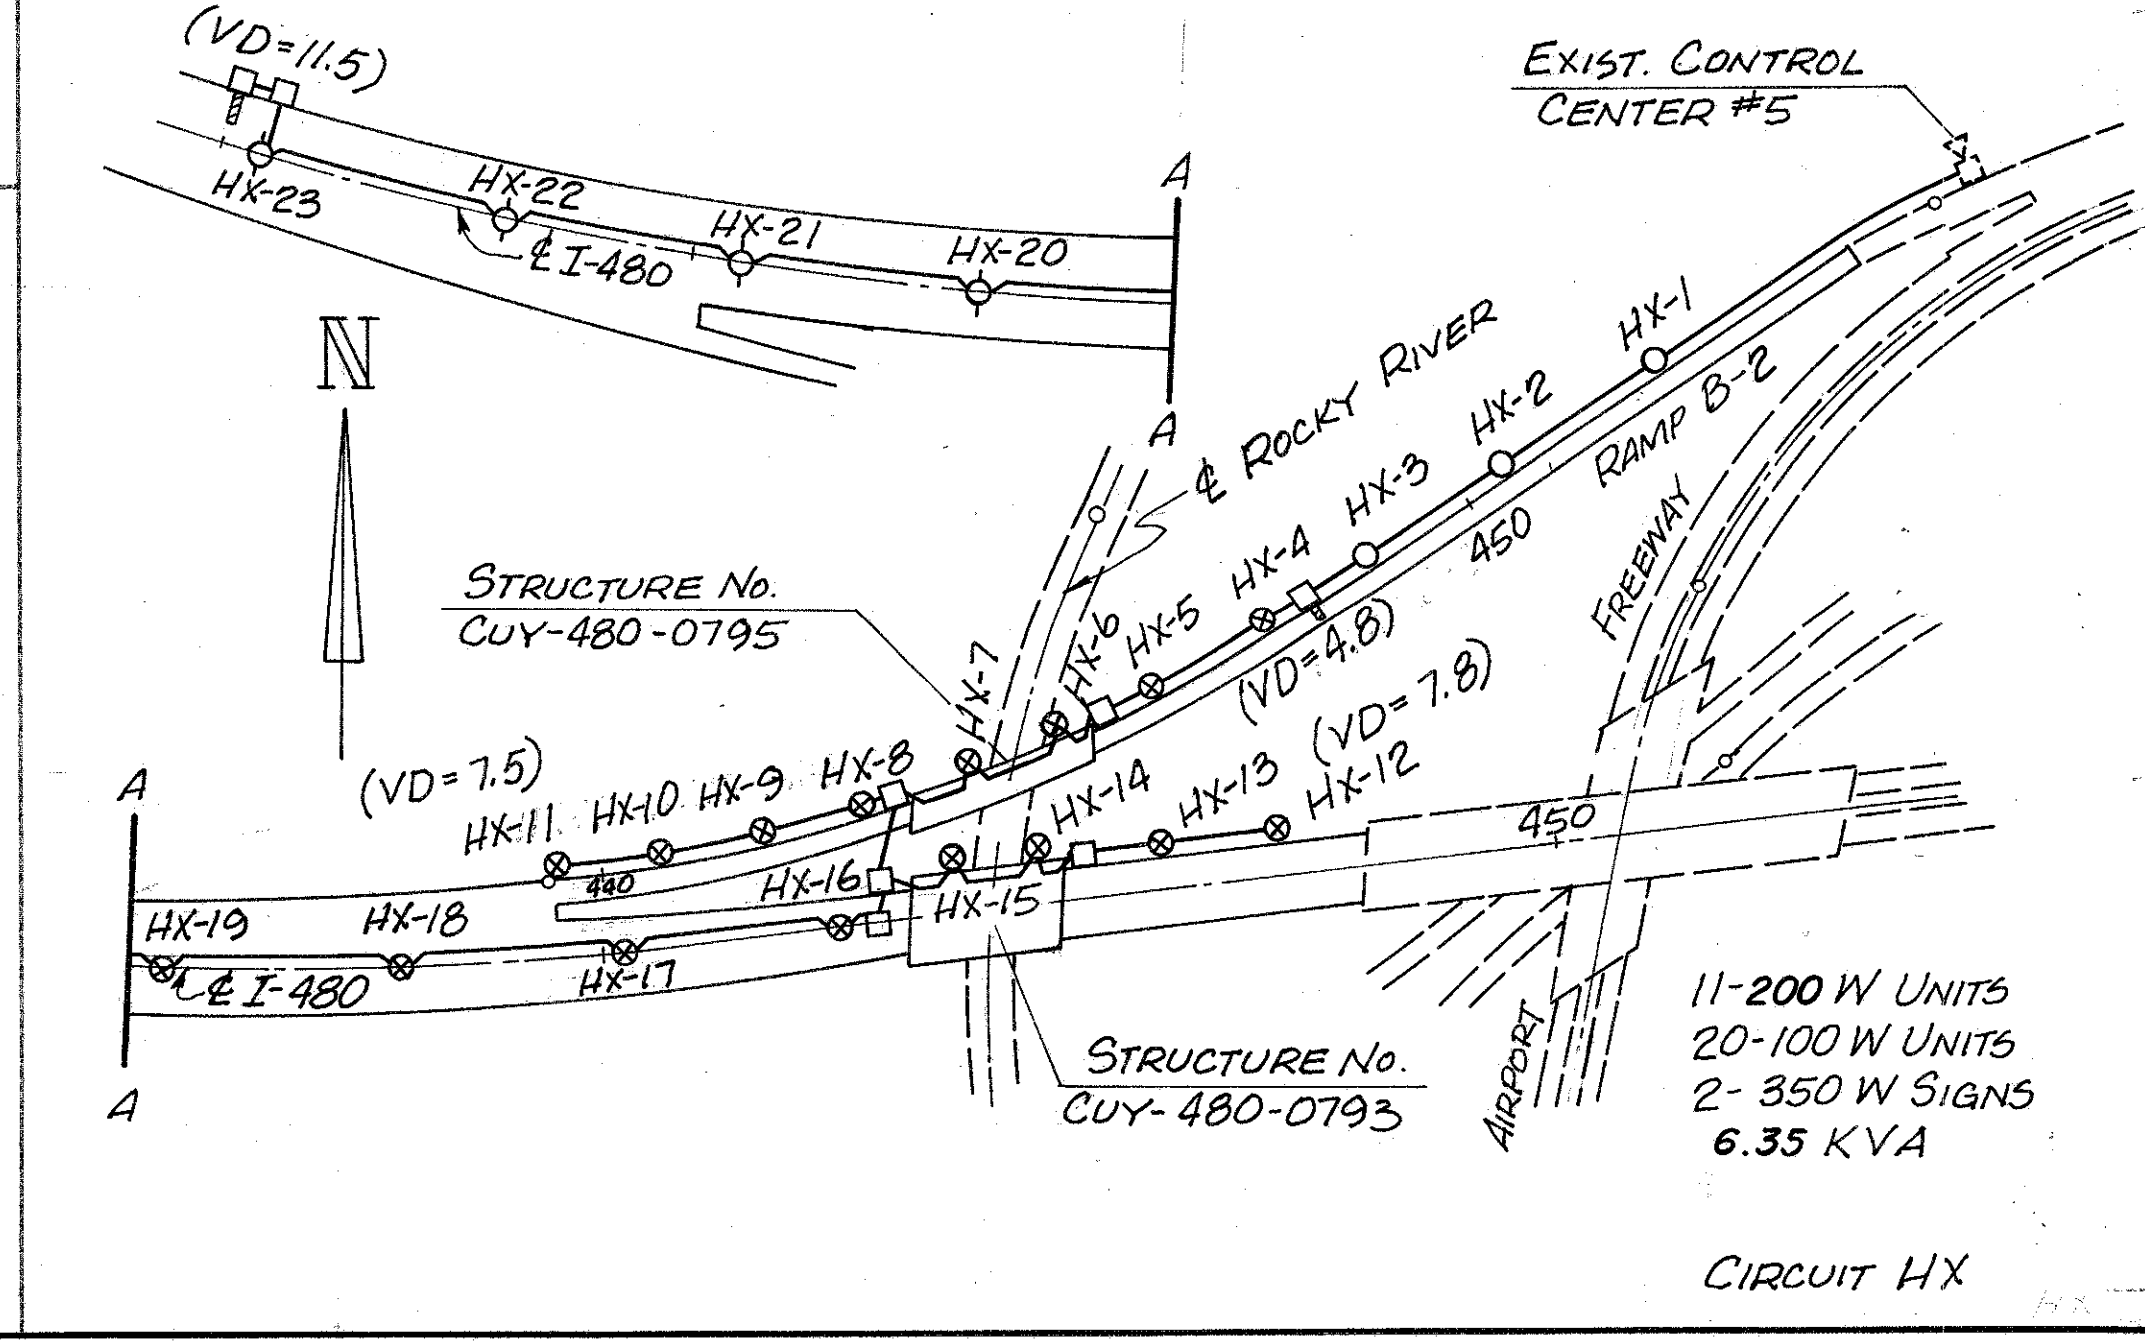 (VD=11.5)
EXIST. CONTROL
CENTER #5
A
HX-23
HX-22
HX-21
HX-20
℄ I-480
A
N
℄ ROCKY RIVER
HX-1
HX-2
HX-3
HX-4
HX-5
HX-6
HX-7
RAMP B-2
450
FREEWAY
STRUCTURE NO.
CUY-480-0795
(VD=4.8)
(VD=7.8)
(VD=7.5)
A
HX-11
HX-10
HX-9
HX-8
HX-14
HX-13
HX-12
450
440
HX-16
HX-15
HX-19
HX-18
HX-17
℄ I-480
A
STRUCTURE NO.
CUY-480-0793
AIRPORT
11-200 W UNITS
20-100 W UNITS
2-350 W SIGNS
6.35 KVA
CIRCUIT HX
HX